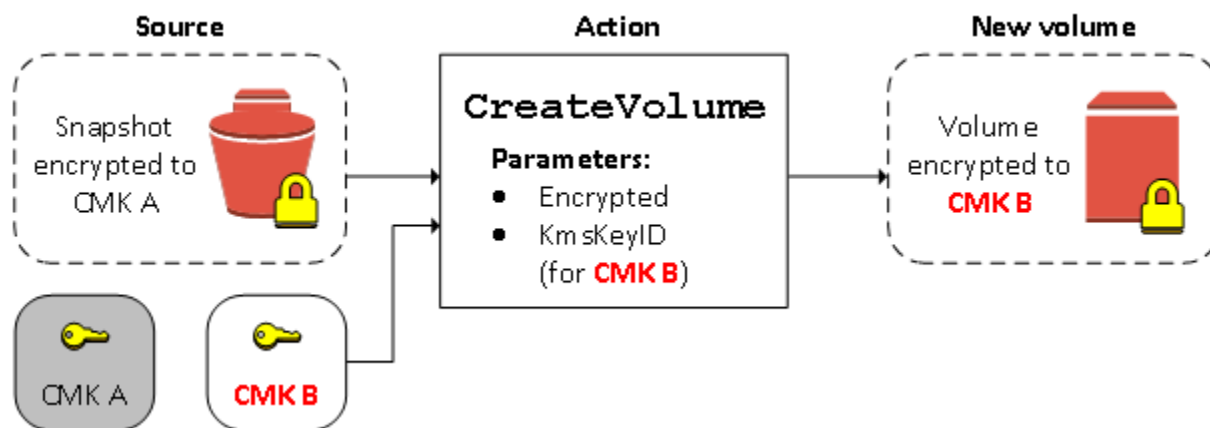 Source
Action
New volume
Snapshot
encrypted to
CMK A
CreateVolume
Parameters:
● Encrypted
● KmsKeyID
(for CMK B)
Volume
encrypted to
CMK B
CMK A
CMK B